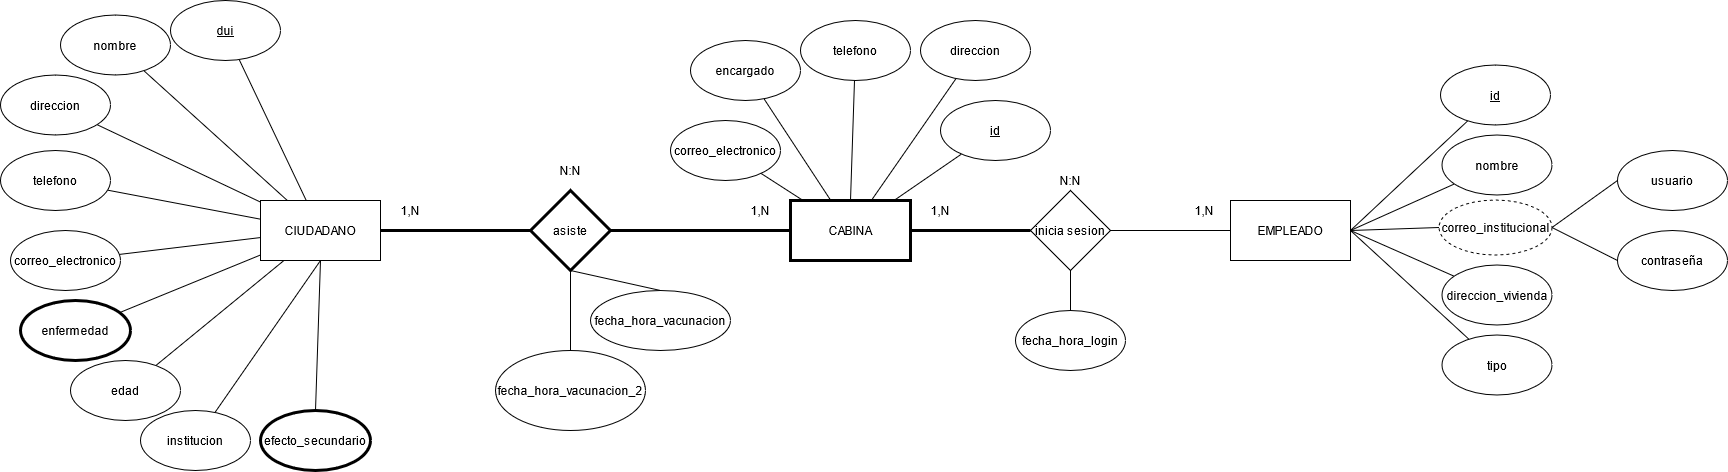 dui
nombre
direccion
telefono
correo_electronico
enfermedad
edad
institucion
efecto_secundario
CIUDADANO
1,N
N:N
asiste
fecha_hora_vacunacion
fecha_hora_vacunacion_2
1,N
encargado
telefono
direccion
correo_electronico
id
CABINA
1,N
N:N
inicia sesion
fecha_hora_login
1,N
EMPLEADO
id
nombre
correo_institucional
usuario
contraseña
direccion_vivienda
tipo